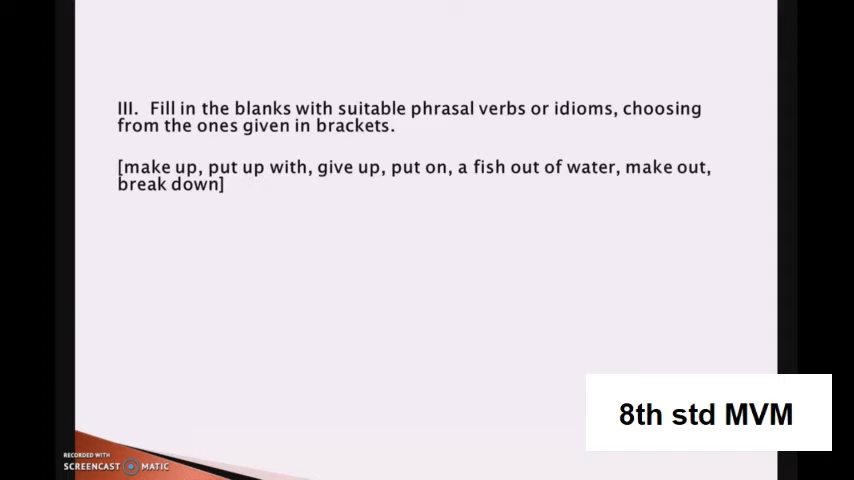 III. Fill in the blanks with suitable phrasal verbs or idioms, choosing
from the ones given in brackets.
[make up, put up with, give up, put on, a fish out of water, make out,
break down]
8th std MVM
RECORDED WITH
SCREENCAST MATIC